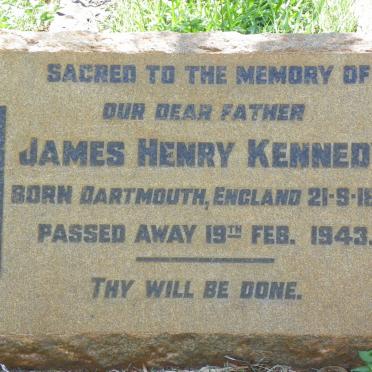 SACRED TO THE MEMORY OF
OUR DEAR FATHER
JAMES HENRY KENNED
BORN DARTMOUTH, ENGLAND 21-9-18
PASSED AWAY 19TH FEB. 1943.
THY WILL BE DONE.